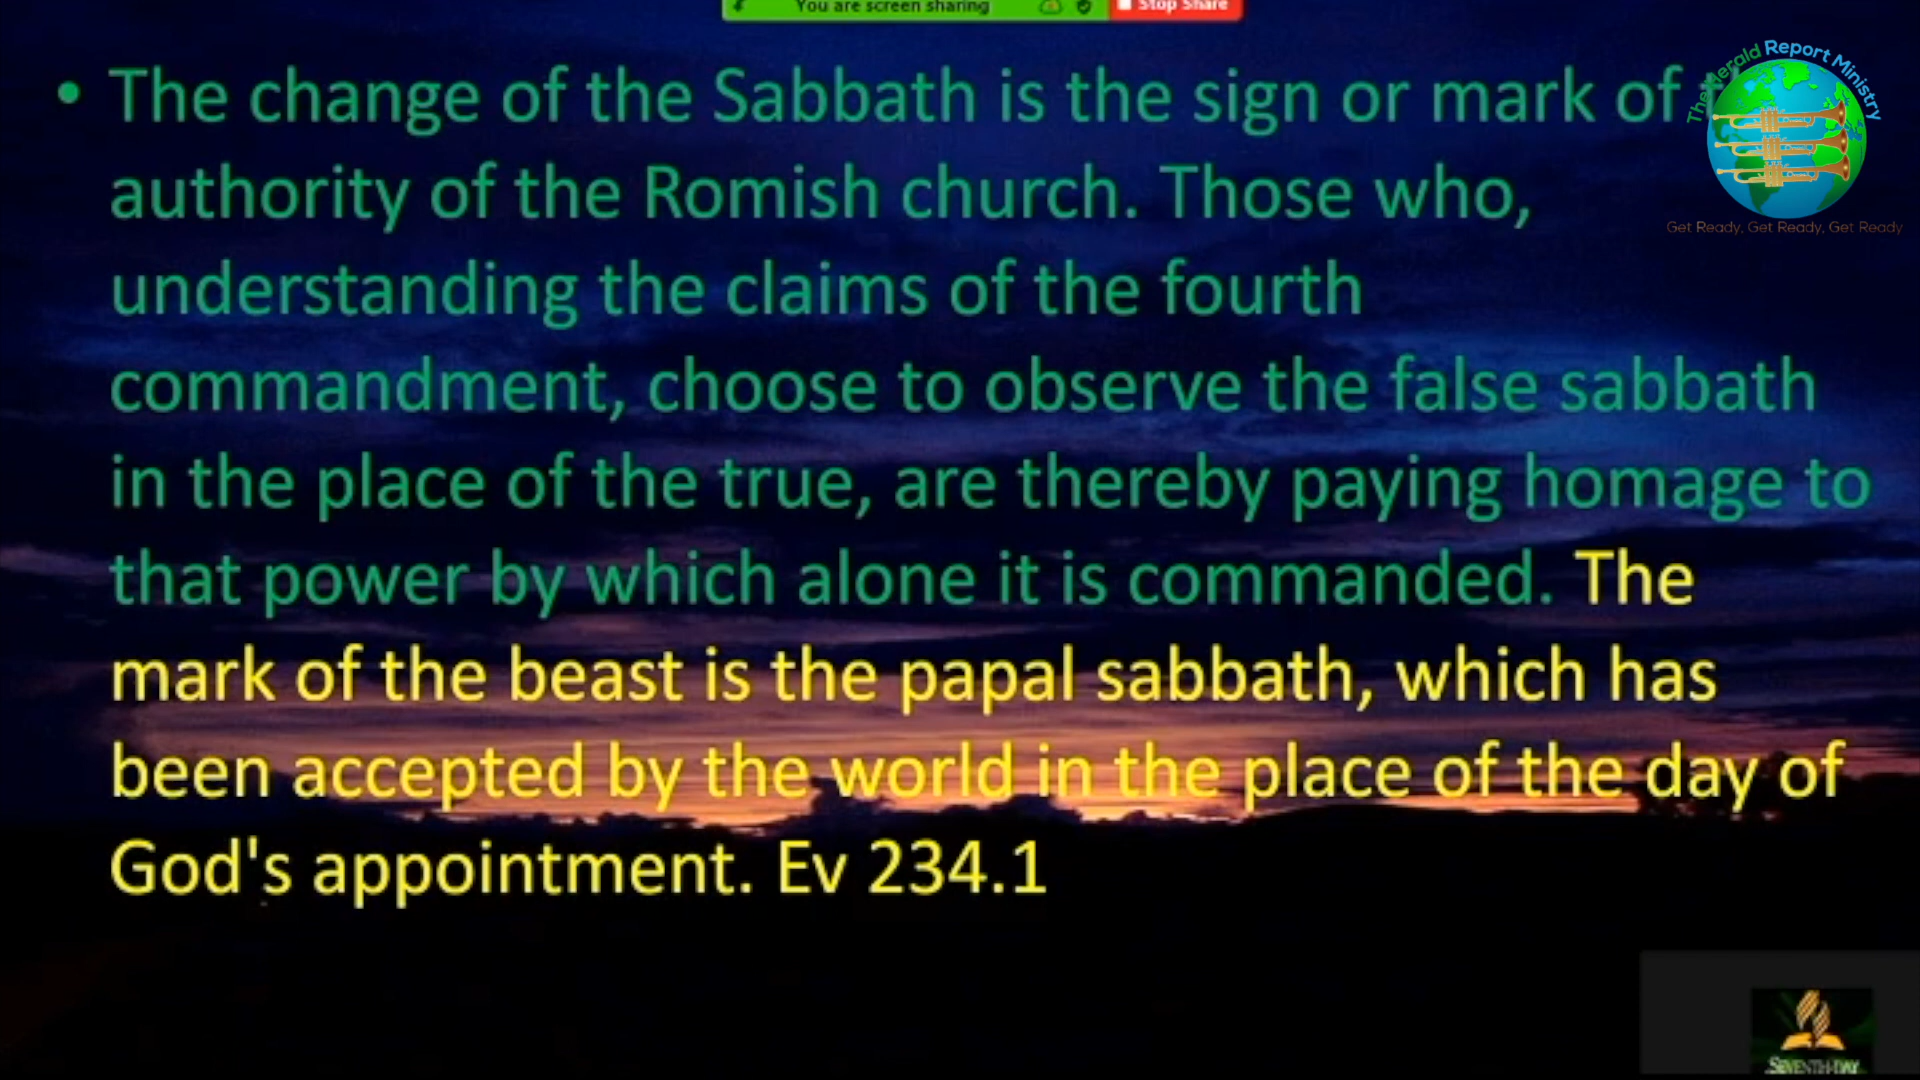 You are screen sharing Stop Share
The Herald Report Ministry
Get Ready, Get Ready, Get Ready
• The change of the Sabbath is the sign or mark of
authority of the Romish church. Those who,
understanding the claims of the fourth
commandment, choose to observe the false sabbath
in the place of the true, are thereby paying homage to
that power by which alone it is commanded. The
mark of the beast is the papal sabbath, which has
been accepted by the world in the place of the day of
God's appointment. Ev 234.1
SEVENTH-DAY